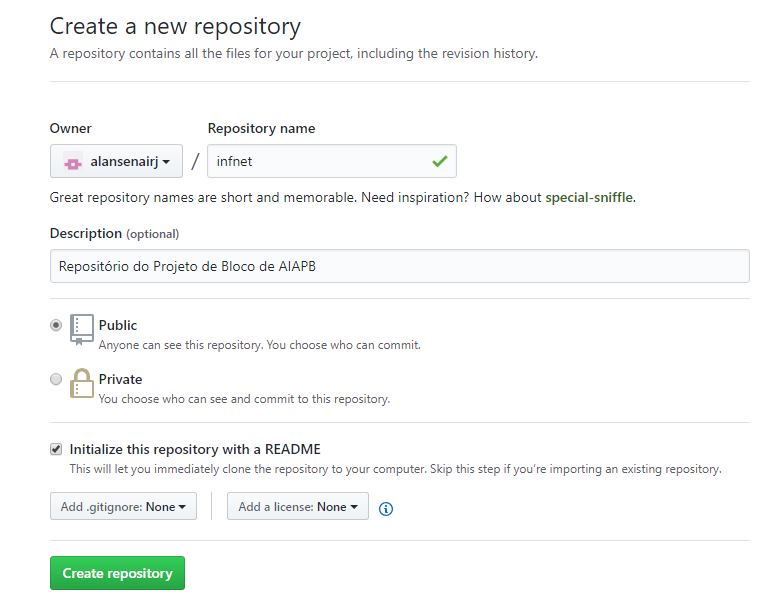 Create a new repository
A repository contains all the files for your project, including the revision history.
Owner
Repository name
alansenairj / infnet
Great repository names are short and memorable. Need inspiration? How about special-sniffle.
Description (optional)
Repositório do Projeto de Bloco de AIAPB
Public
Anyone can see this repository. You choose who can commit.
Private
You choose who can see and commit to this repository.
Initialize this repository with a README
This will let you immediately clone the repository to your computer. Skip this step if you’re importing an existing repository.
Add .gitignore: None
Add a license: None
Create repository